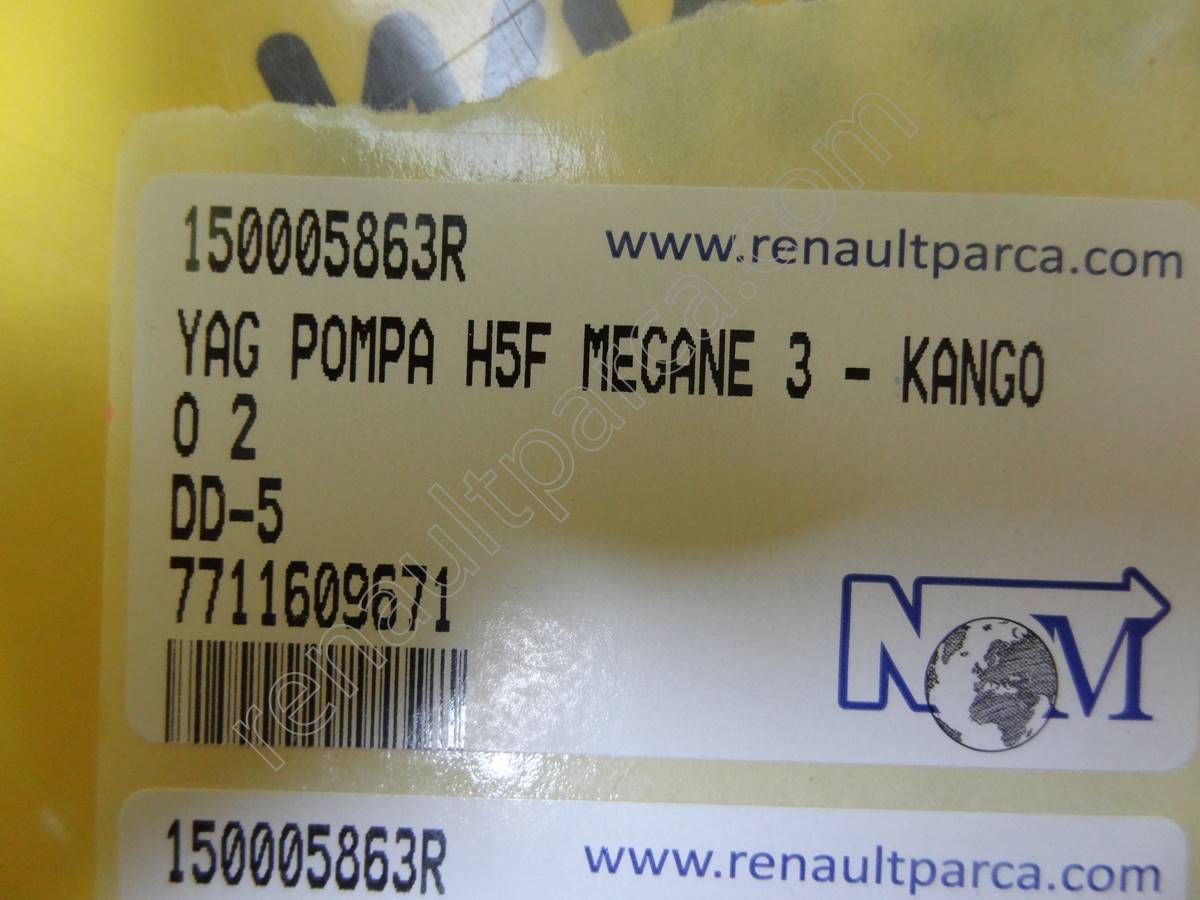 150005863R www.renaultparca.com
YAG POMPA H5F MEGANE 3 - KANGO
O 2
DD-5
7711609671
NM
150005863R www.renaultparca.com
renaultparca.com